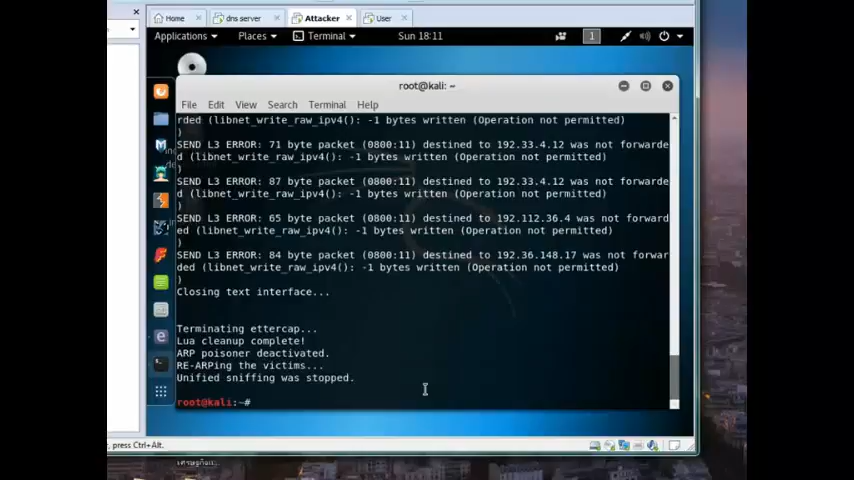 Home dns server Attacker User
Applications Places Terminal Sun 18:11 1
root@kali: ~
File Edit View Search Terminal Help
rded (libnet_write_raw_ipv4(): -1 bytes written (Operation not permitted)
)
SEND L3 ERROR: 71 byte packet (0800:11) destined to 192.33.4.12 was not forwarde
d (libnet_write_raw_ipv4(): -1 bytes written (Operation not permitted)
)
SEND L3 ERROR: 87 byte packet (0800:11) destined to 192.33.4.12 was not forwarde
d (libnet_write_raw_ipv4(): -1 bytes written (Operation not permitted)
)
SEND L3 ERROR: 65 byte packet (0800:11) destined to 192.112.36.4 was not forward
ed (libnet_write_raw_ipv4(): -1 bytes written (Operation not permitted)
)
SEND L3 ERROR: 84 byte packet (0800:11) destined to 192.36.148.17 was not forwar
ded (libnet_write_raw_ipv4(): -1 bytes written (Operation not permitted)
)
Closing text interface...
Terminating ettercap...
Lua cleanup complete!
ARP poisoner deactivated.
RE-ARPing the victims...
Unified sniffing was stopped.
root@kali:~#
, press Ctrl+Alt.